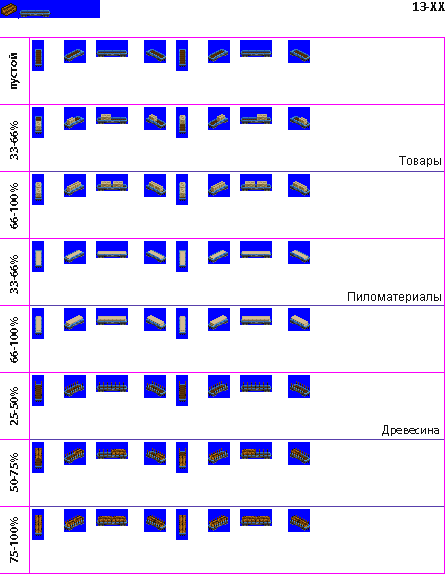 13-XX
пустой
33-66%
Товары
66-100%
33-66%
Пиломатериалы
66-100%
25-50%
Древесина
50-75%
75-100%